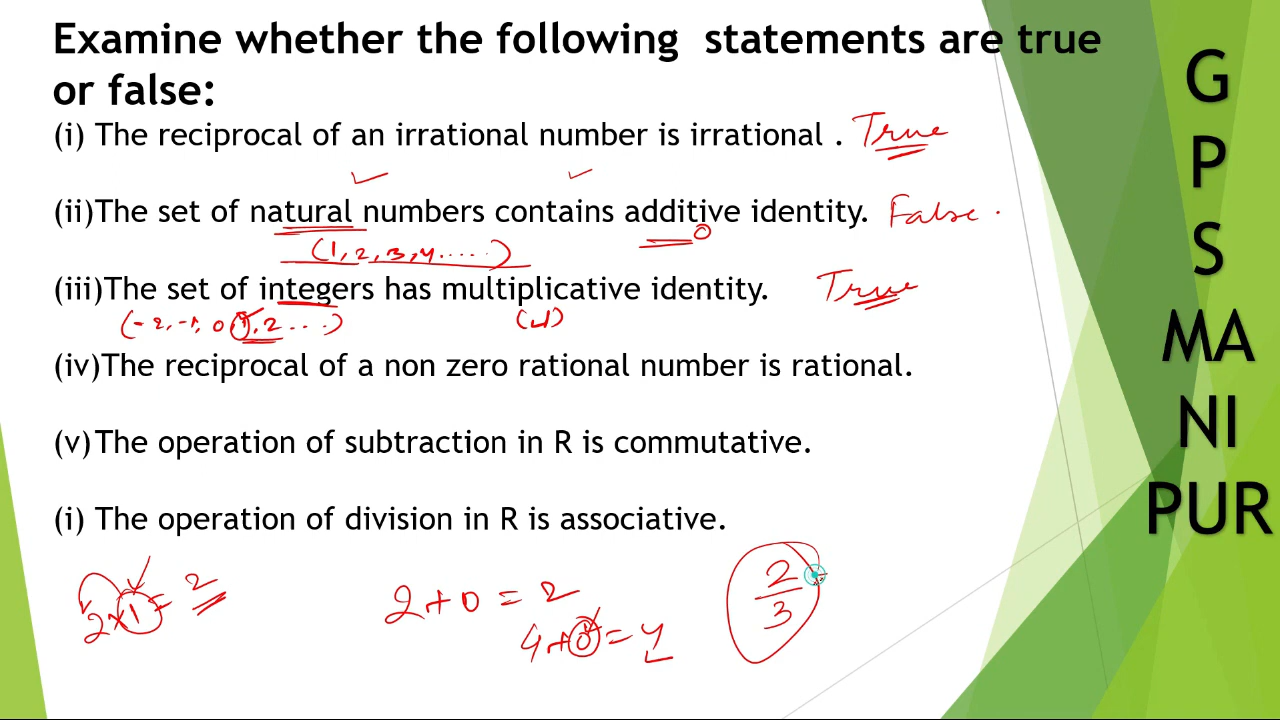 Examine whether the following statements are true
or false:
(i) The reciprocal of an irrational number is irrational . True
(ii)The set of natural numbers contains additive identity. False .
0
(1, 2, 3, 4.....)
(iii)The set of integers has multiplicative identity. True
(-2, -1, 0, 1, 2 ...)
(iv)The reciprocal of a non zero rational number is rational.
(v) The operation of subtraction in R is commutative.
(i) The operation of division in R is associative.
2×1 = 2
2+0 = 2
4+0 = 4
2/3
G
P
S
MA
NI
PUR